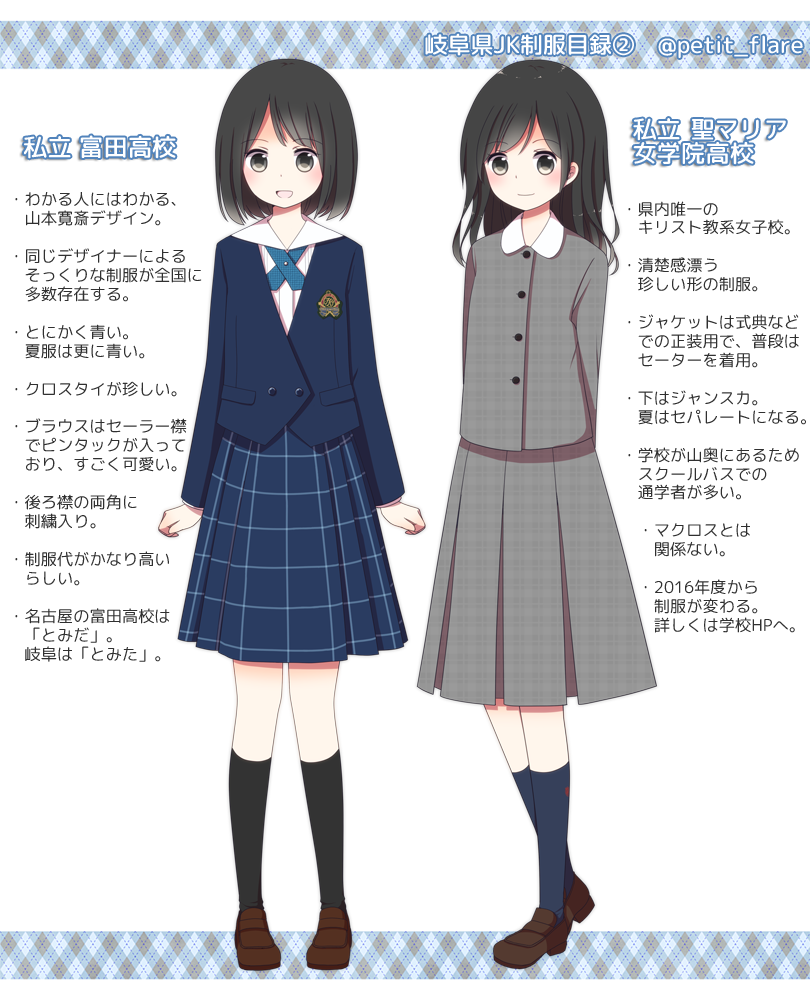 岐阜県JK制服目録② @petit_flare
私立 富田高校
・わかる人にはわかる、
山本寛斎デザイン。
・同じデザイナーによる
そっくりな制服が全国に
多数存在する。
・とにかく青い。
夏服は更に青い。
・クロスタイが珍しい。
・ブラウスはセーラー襟
でピンタックが入って
おり、すごく可愛い。
・後ろ襟の両角に
刺繍入り。
・制服代がかなり高い
らしい。
・名古屋の富田高校は
「とみだ」。
岐阜は「とみた」。
私立 聖マリア
女学院高校
・県内唯一の
キリスト教系女子校。
・清楚感漂う
珍しい形の制服。
・ジャケットは式典など
での正装用で、普段は
セーターを着用。
・下はジャンスカ。
夏はセパレートになる。
・学校が山奥にあるため
スクールバスでの
通学者が多い。
・マクロスとは
関係ない。
・2016年度から
制服が変わる。
詳しくは学校HPへ。